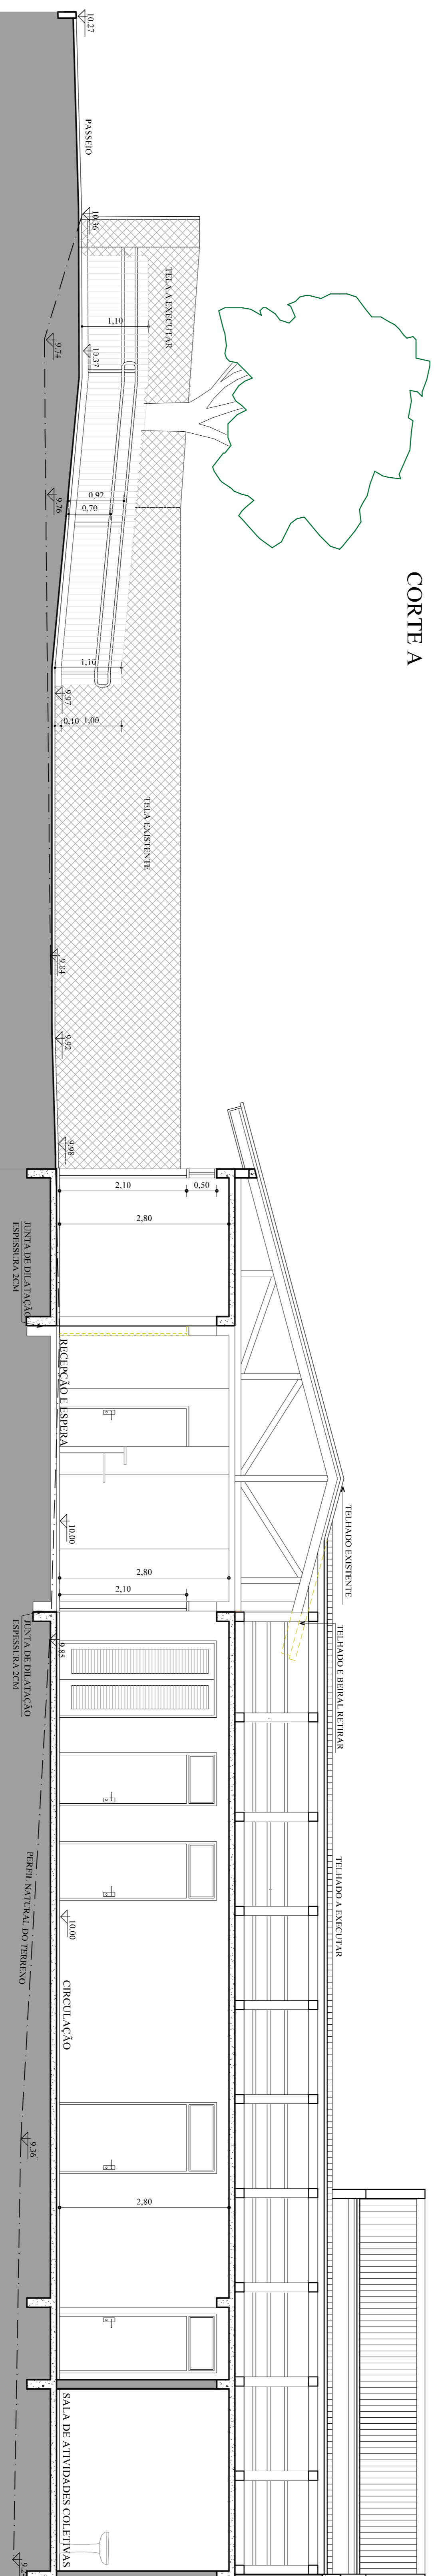 CORTE A
10.27
PASSEIO
10.36
TELA A EXECUTAR
1,10
10.37
9.74
9.76
0,92
0,70
1,10
9.97
0,10
1,00
TELA EXISTENTE
9.84
9.92
9.98
2,10
0,50
2,80
JUNTA DE DILATAÇÃO
ESPESSURA 2CM
RECEPÇÃO E ESPERA
TELHADO EXISTENTE
10.00
2,80
2,10
TELHADO E BEIRAL RETIRAR
JUNTA DE DILATAÇÃO
ESPESSURA 2CM
9.85
TELHADO A EXECUTAR
PERFIL NATURAL DO TERRENO
10.00
CIRCULAÇÃO
9.36
2,80
SALA DE ATIVIDADES COLETIVAS